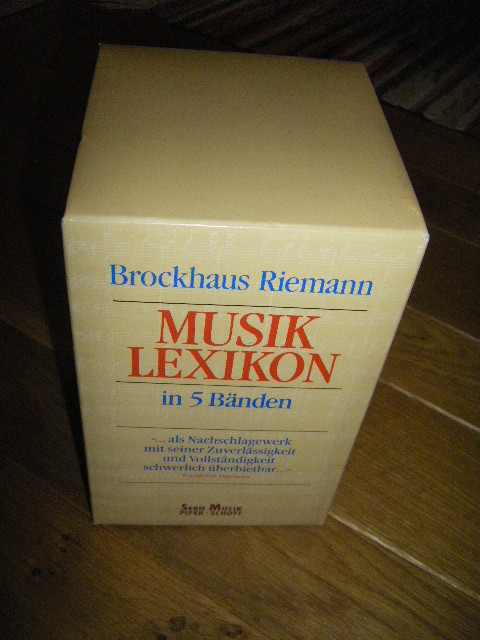 Brockhaus Riemann
MUSIK
LEXIKON
in 5 Bänden
"... als Nachschlagewerk
mit seiner Zuverlässigkeit
und Vollständigkeit
schwerlich überbietbar..."
SERIE MUSIK
PIPER · SCHOTT